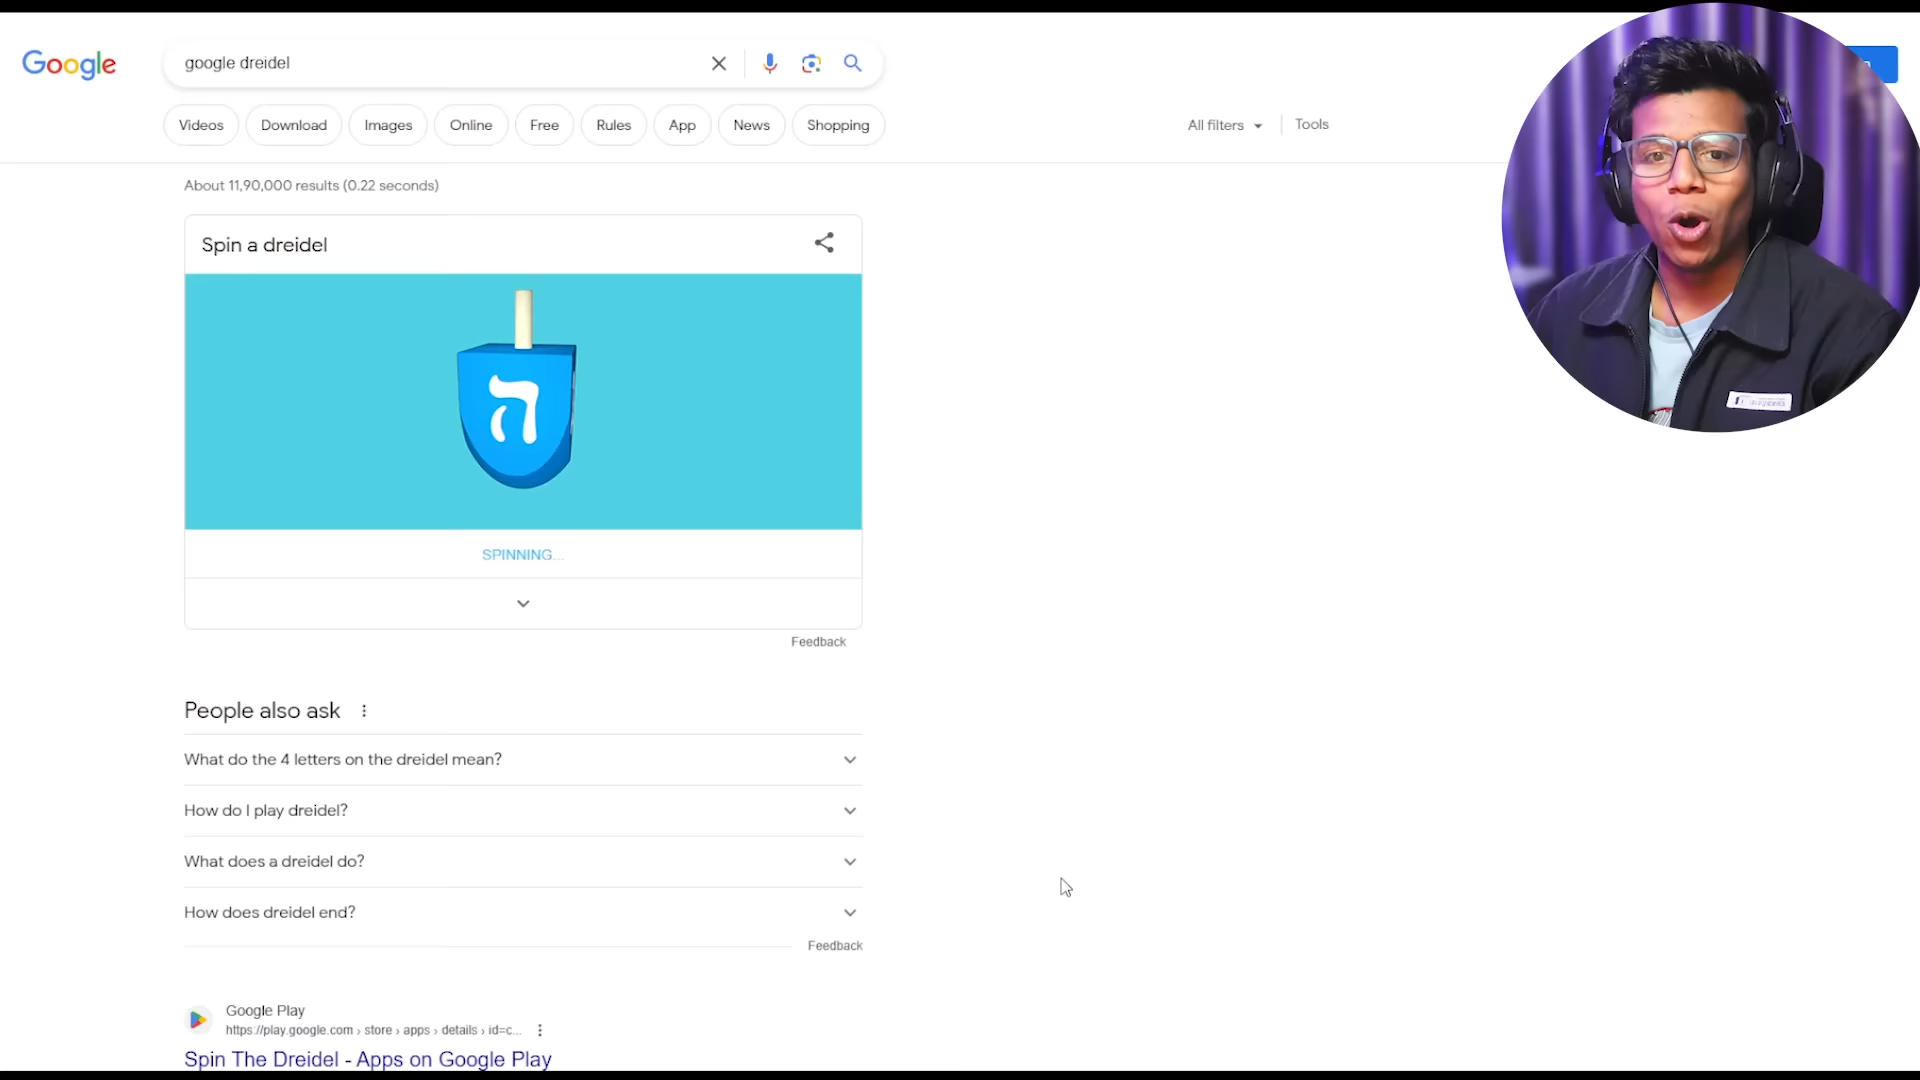 Google
google dreidel
Videos
Download
Images
Online
Free
Rules
App
News
Shopping
All filters
Tools
About 11,90,000 results (0.22 seconds)
Spin a dreidel
ה
SPINNING...
Feedback
People also ask
What do the 4 letters on the dreidel mean?
How do I play dreidel?
What does a dreidel do?
How does dreidel end?
Feedback
Google Play
https://play.google.com › store › apps › details › id=c...
Spin The Dreidel - Apps on Google Play